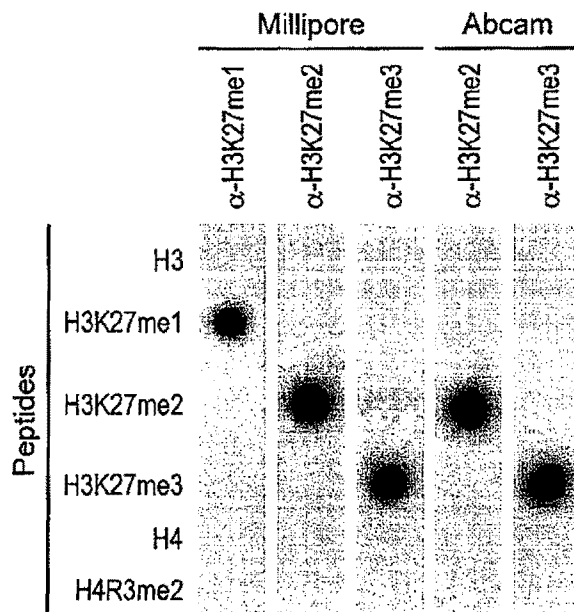 Millipore
Abcam
α-H3K27me1
α-H3K27me2
α-H3K27me3
α-H3K27me2
α-H3K27me3
Peptides
H3
H3K27me1
H3K27me2
H3K27me3
H4
H4R3me2